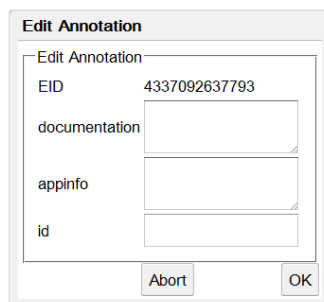 Edit Annotation
Edit Annotation
EID 4337092637793
documentation
appinfo
id
Abort OK